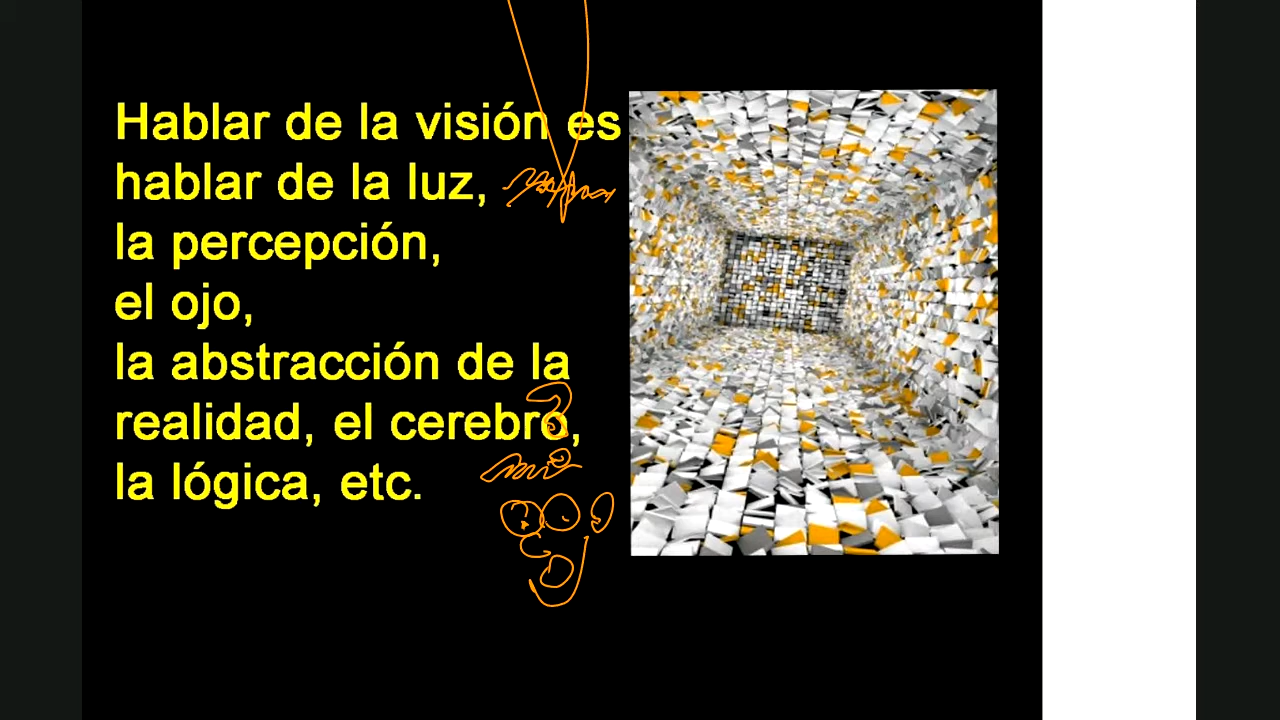 Hablar de la visión es
hablar de la luz,
la percepción,
el ojo,
la abstracción de la
realidad, el cerebro,
la lógica, etc.